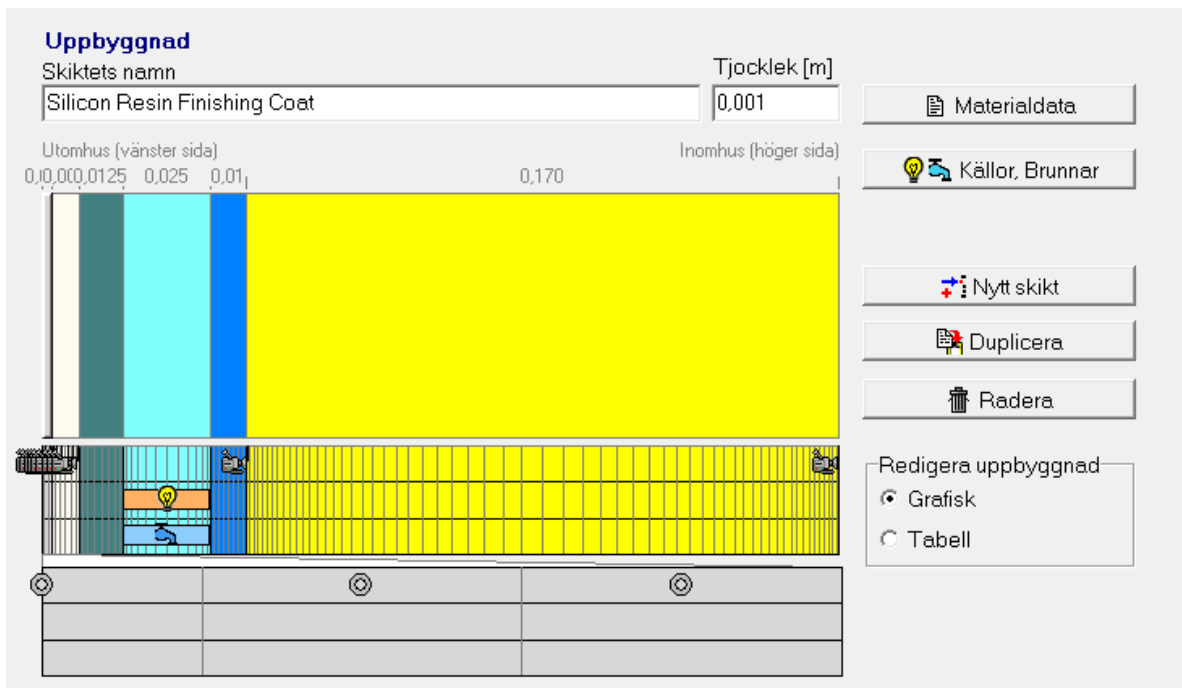 Uppbyggnad
Skiktets namn
Tjocklek [m]
Silicon Resin Finishing Coat
0,001
Materialdata
Utomhus (vänster sida)
Inomhus (höger sida)
0,0125 0,025 0,01 0,170
Källor, Brunnar
Nytt skikt
Duplicera
Radera
Redigera uppbyggnad
Grafisk
Tabell